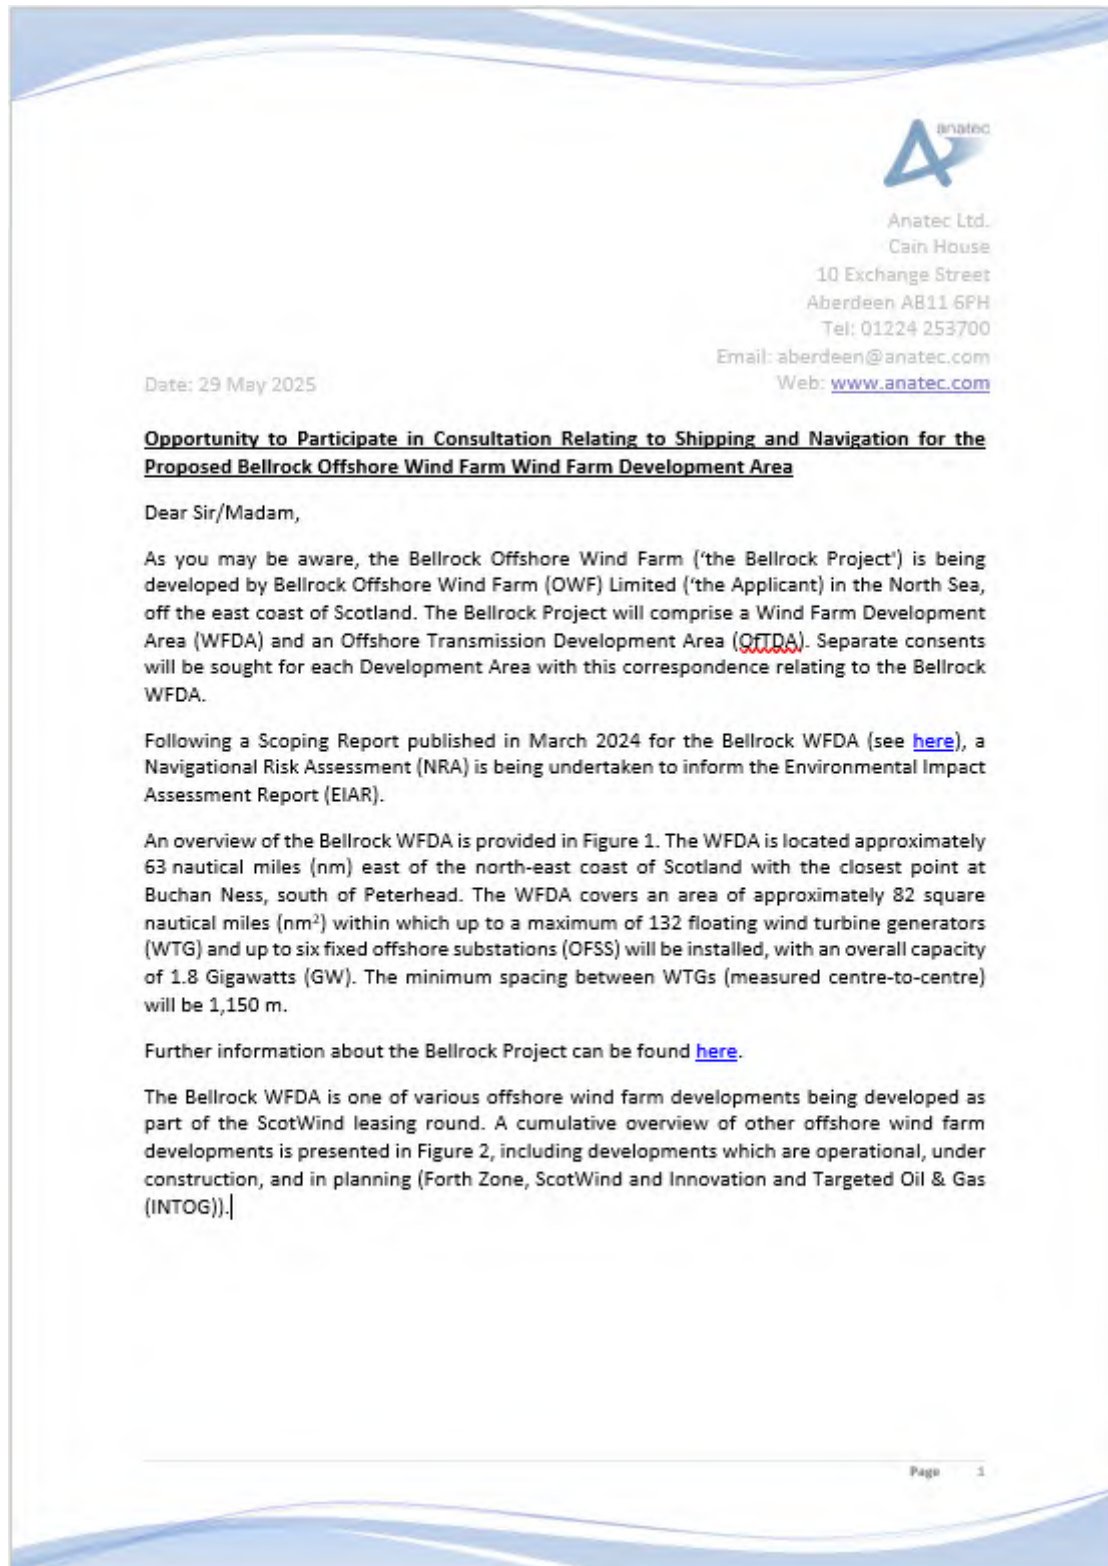 anatec
Anatec Ltd.
Cain House
10 Exchange Street
Aberdeen AB11 6PH
Tel: 01224 253700
Email: aberdeen@anatec.com
Date: 29 May 2025
Web: www.anatec.com
Opportunity to Participate in Consultation Relating to Shipping and Navigation for the
Proposed Bellrock Offshore Wind Farm Wind Farm Development Area
Dear Sir/Madam,
As you may be aware, the Bellrock Offshore Wind Farm (‘the Bellrock Project’) is being
developed by Bellrock Offshore Wind Farm (OWF) Limited (‘the Applicant) in the North Sea,
off the east coast of Scotland. The Bellrock Project will comprise a Wind Farm Development
Area (WFDA) and an Offshore Transmission Development Area (OfTDA). Separate consents
will be sought for each Development Area with this correspondence relating to the Bellrock
WFDA.
Following a Scoping Report published in March 2024 for the Bellrock WFDA (see here), a
Navigational Risk Assessment (NRA) is being undertaken to inform the Environmental Impact
Assessment Report (EIAR).
An overview of the Bellrock WFDA is provided in Figure 1. The WFDA is located approximately
63 nautical miles (nm) east of the north-east coast of Scotland with the closest point at
Buchan Ness, south of Peterhead. The WFDA covers an area of approximately 82 square
nautical miles (nm²) within which up to a maximum of 132 floating wind turbine generators
(WTG) and up to six fixed offshore substations (OFSS) will be installed, with an overall capacity
of 1.8 Gigawatts (GW). The minimum spacing between WTGs (measured centre-to-centre)
will be 1,150 m.
Further information about the Bellrock Project can be found here.
The Bellrock WFDA is one of various offshore wind farm developments being developed as
part of the ScotWind leasing round. A cumulative overview of other offshore wind farm
developments is presented in Figure 2, including developments which are operational, under
construction, and in planning (Forth Zone, ScotWind and Innovation and Targeted Oil & Gas
(INTOG)).
Page 1